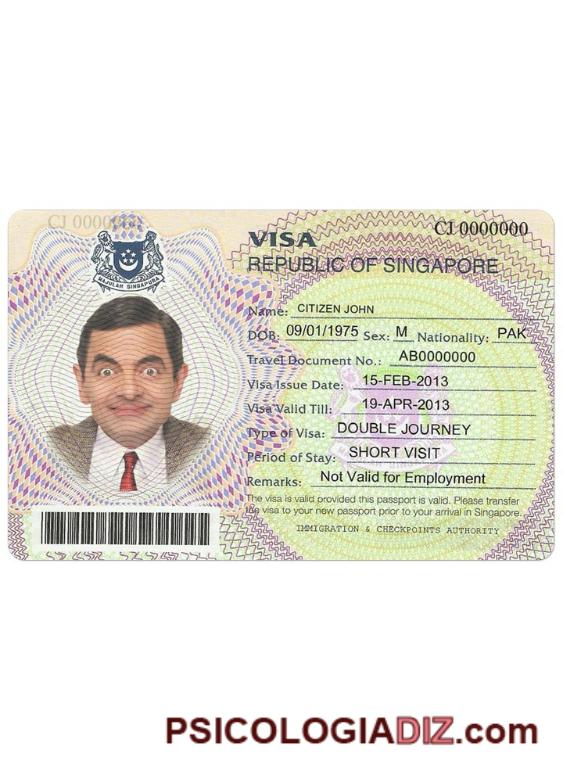 CJ 0000000
CJ 0000000
VISA
REPUBLIC OF SINGAPORE
MAJULAH SINGAPURA
Name: CITIZEN JOHN
DOB: 09/01/1975 Sex: M Nationality: PAK
Travel Document No.: AB0000000
Visa Issue Date: 15-FEB-2013
Visa Valid Till: 19-APR-2013
Type of Visa: DOUBLE JOURNEY
Period of Stay: SHORT VISIT
Remarks: Not Valid for Employment
The visa is valid provided this passport is valid. Please transfer
the visa to your new passport prior to your arrival in Singapore.
IMMIGRATION & CHECKPOINTS AUTHORITY
PSICOLOGIADIZ.com